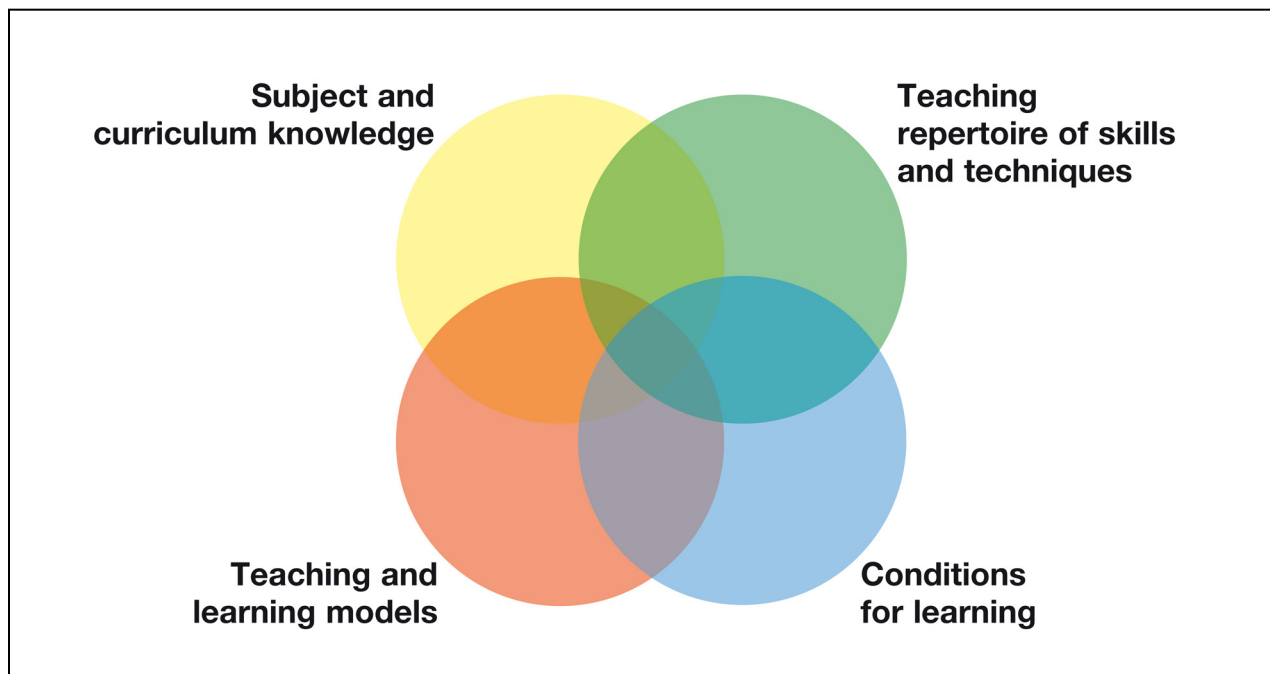 Subject and
curriculum knowledge
Teaching
repertoire of skills
and techniques
Teaching and
learning models
Conditions
for learning